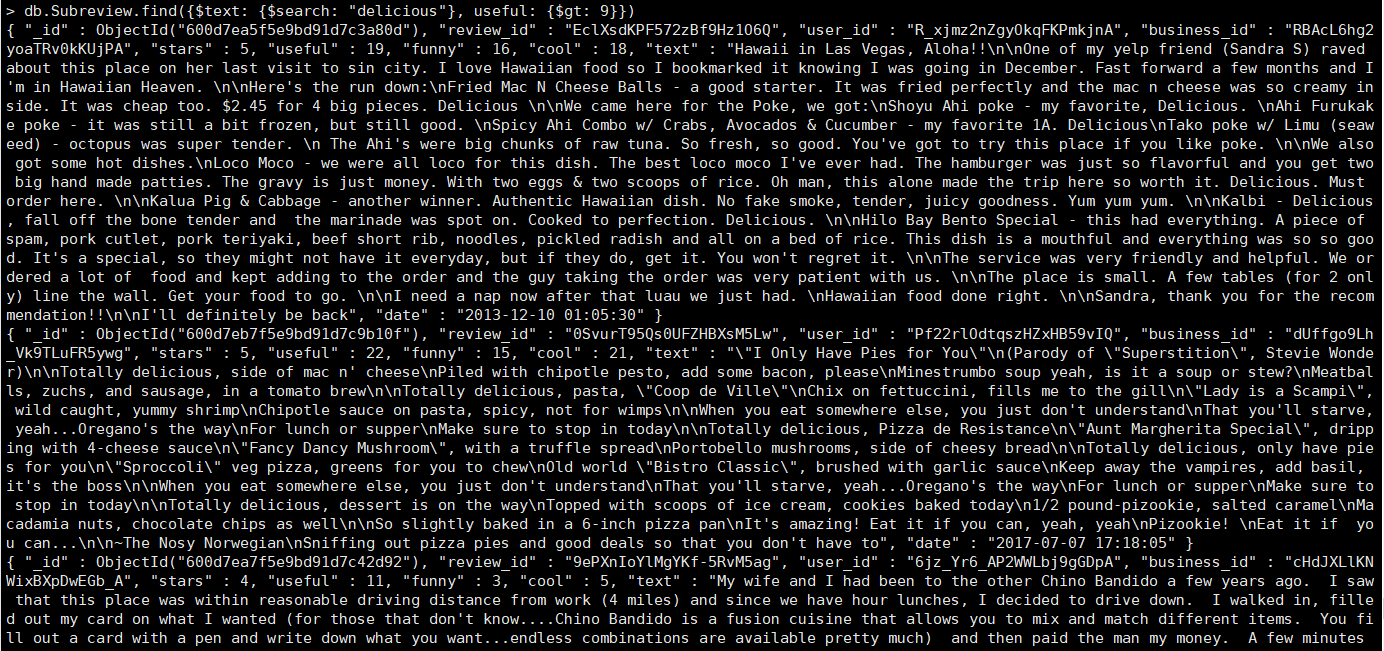 > db.Subreview.find({$text: {$search: "delicious"}, useful: {$gt: 9}})
{ "_id" : ObjectId("600d7ea5f5e9bd91d7c3a80d"), "review_id" : "EclXsdKPF572zBf9Hz1O6Q", "user_id" : "R_xjmz2nZgyOkqFKPmkjnA", "business_id" : "RBAcL6hg2
yoaTRv0kKUjPA", "stars" : 5, "useful" : 19, "funny" : 16, "cool" : 18, "text" : "Hawaii in Las Vegas, Aloha!!\n\nOne of my yelp friend (Sandra S) raved
about this place on her last visit to sin city. I love Hawaiian food so I bookmarked it knowing I was going in December. Fast forward a few months and I
'm in Hawaiian Heaven. \n\nHere's the run down:\nFried Mac N Cheese Balls - a good starter. It was fried perfectly and the mac n cheese was so creamy in
side. It was cheap too. $2.45 for 4 big pieces. Delicious \n\nWe came here for the Poke, we got:\nShoyu Ahi poke - my favorite, Delicious. \nAhi Furukak
e poke - it was still a bit frozen, but still good. \nSpicy Ahi Combo w/ Crabs, Avocados & Cucumber - my favorite 1A. Delicious\nTako poke w/ Limu (seaw
eed) - octopus was super tender. \n The Ahi's were big chunks of raw tuna. So fresh, so good. You've got to try this place if you like poke. \n\nWe also
 got some hot dishes.\nLoco Moco - we were all loco for this dish. The best loco moco I've ever had. The hamburger was just so flavorful and you get two
 big hand made patties. The gravy is just money. With two eggs & two scoops of rice. Oh man, this alone made the trip here so worth it. Delicious. Must
order here. \n\nKalua Pig & Cabbage - another winner. Authentic Hawaiian dish. No fake smoke, tender, juicy goodness. Yum yum yum. \n\nKalbi - Delicious
, fall off the bone tender and  the marinade was spot on. Cooked to perfection. Delicious. \n\nHilo Bay Bento Special - this had everything. A piece of
spam, pork cutlet, pork teriyaki, beef short rib, noodles, pickled radish and all on a bed of rice. This dish is a mouthful and everything was so so goo
d. It's a special, so they might not have it everyday, but if they do, get it. You won't regret it. \n\nThe service was very friendly and helpful. We or
dered a lot of  food and kept adding to the order and the guy taking the order was very patient with us. \n\nThe place is small. A few tables (for 2 onl
y) line the wall. Get your food to go. \n\nI need a nap now after that luau we just had. \nHawaiian food done right. \n\nSandra, thank you for the recom
mendation!!\n\nI'll definitely be back", "date" : "2013-12-10 01:05:30" }
{ "_id" : ObjectId("600d7eb7f5e9bd91d7c9b10f"), "review_id" : "0SvurT95Qs0UFZHBXsM5Lw", "user_id" : "Pf22rlOdtqszHZxHB59vIQ", "business_id" : "dUffgo9Lh
_Vk9TLuFR5ywg", "stars" : 5, "useful" : 22, "funny" : 15, "cool" : 21, "text" : "\"I Only Have Pies for You\"\n(Parody of \"Superstition\", Stevie Wonde
r)\n\nTotally delicious, side of mac n' cheese\nPiled with chipotle pesto, add some bacon, please\nMinestrumbo soup yeah, is it a soup or stew?\nMeatbal
ls, zuchs, and sausage, in a tomato brew\n\nTotally delicious, pasta, \"Coop de Ville\"\nChix on fettuccini, fills me to the gill\n\"Lady is a Scampi\",
 wild caught, yummy shrimp\nChipotle sauce on pasta, spicy, not for wimps\n\nWhen you eat somewhere else, you just don't understand\nThat you'll starve,
 yeah...Oregano's the way\nFor lunch or supper\nMake sure to stop in today\n\nTotally delicious, Pizza de Resistance\n\"Aunt Margherita Special\", dripp
ing with 4-cheese sauce\n\"Fancy Dancy Mushroom\", with a truffle spread\nPortobello mushrooms, side of cheesy bread\n\nTotally delicious, only have pie
s for you\n\"Sproccoli\" veg pizza, greens for you to chew\nOld world \"Bistro Classic\", brushed with garlic sauce\nKeep away the vampires, add basil,
it's the boss\n\nWhen you eat somewhere else, you just don't understand\nThat you'll starve, yeah...Oregano's the way\nFor lunch or supper\nMake sure to
 stop in today\n\nTotally delicious, dessert is on the way\nTopped with scoops of ice cream, cookies baked today\n1/2 pound-pizookie, salted caramel\nMa
cadamia nuts, chocolate chips as well\n\nSo slightly baked in a 6-inch pizza pan\nIt's amazing! Eat it if you can, yeah, yeah\nPizookie! \nEat it if  yo
u can...\n\n~The Nosy Norwegian\nSniffing out pizza pies and good deals so that you don't have to", "date" : "2017-07-07 17:18:05" }
{ "_id" : ObjectId("600d7ea7f5e9bd91d7c42d92"), "review_id" : "9ePXnIoYlMgYKf-5RvM5ag", "user_id" : "6jz_Yr6_AP2WWLbj9gGDpA", "business_id" : "cHdJXLlKN
WixBXpDwEGb_A", "stars" : 4, "useful" : 11, "funny" : 3, "cool" : 5, "text" : "My wife and I had been to the other Chino Bandido a few years ago.  I saw
 that this place was within reasonable driving distance from work (4 miles) and since we have hour lunches, I decided to drive down.  I walked in, fille
d out my card on what I wanted (for those that don't know....Chino Bandido is a fusion cuisine that allows you to mix and match different items.  You fi
ll out a card with a pen and write down what you want...endless combinations are available pretty much)  and then paid the man my money.  A few minutes